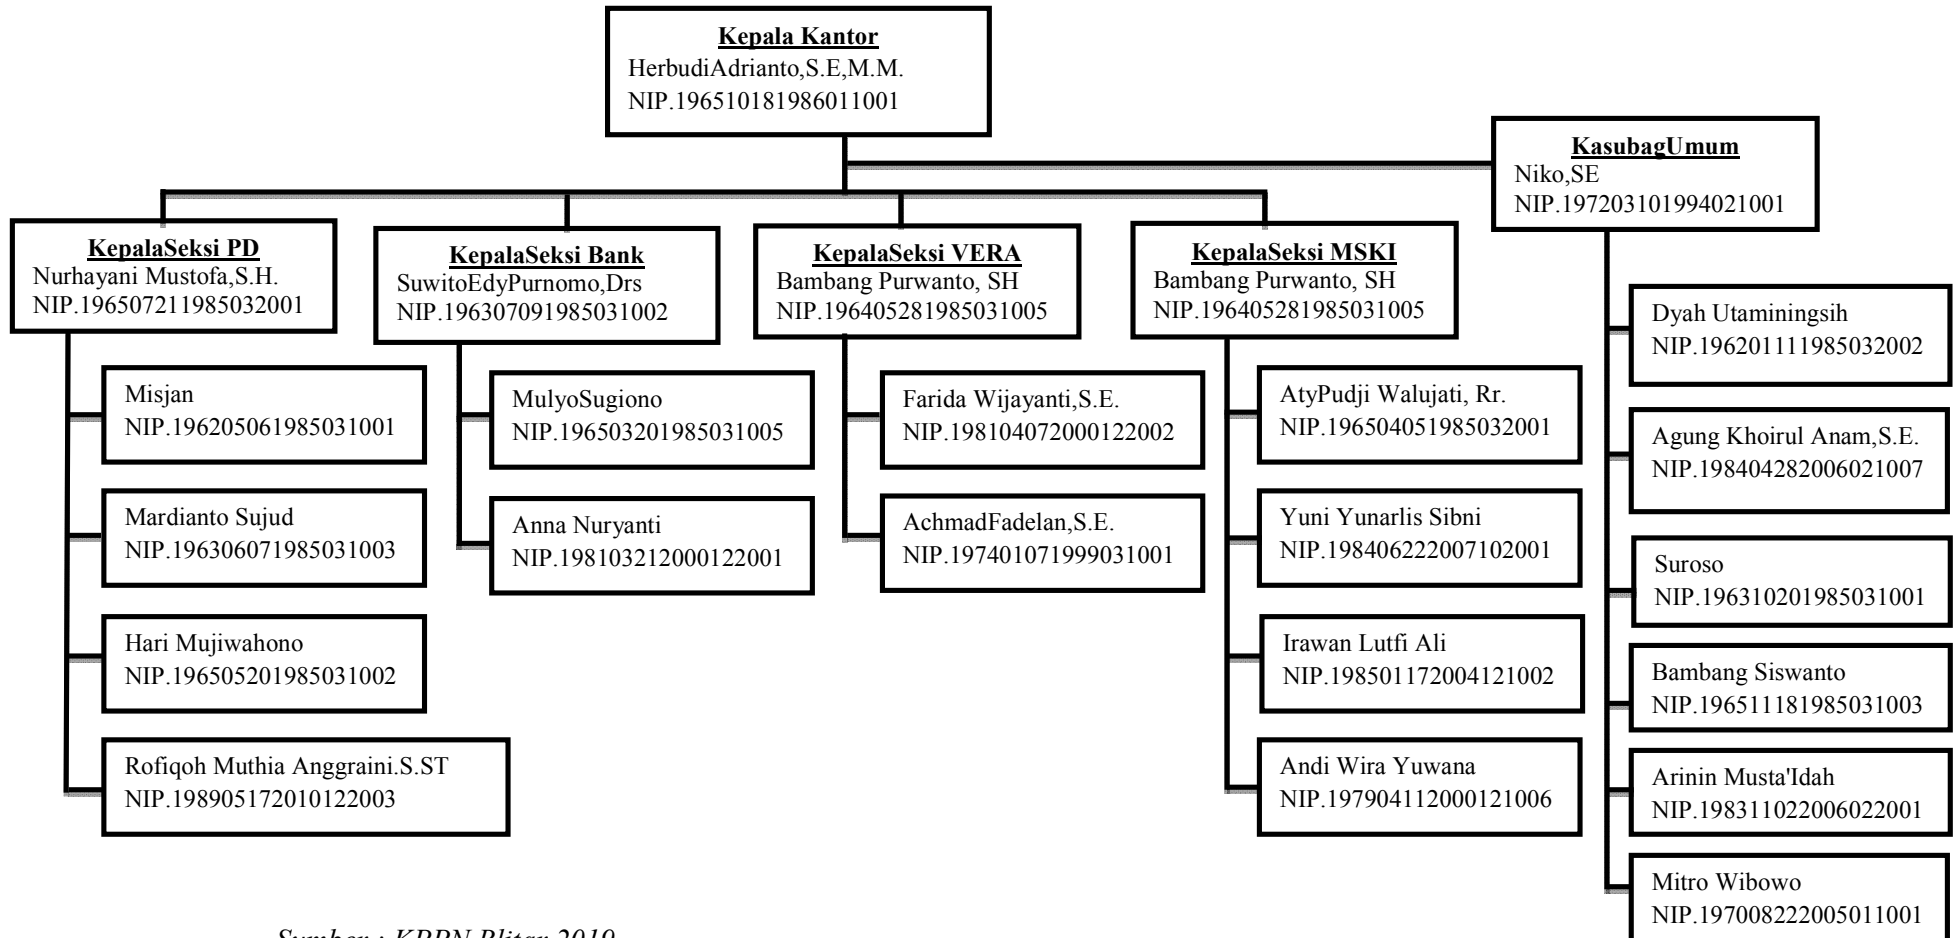 Kepala Kantor
HerbudiAdrianto,S.E,M.M.
NIP.196510181986011001
KasubagUmum
Niko,SE
NIP.197203101994021001
KepalaSeksi PD
Nurhayani Mustofa,S.H.
NIP.196507211985032001
KepalaSeksi Bank
SuwitoEdyPurnomo,Drs
NIP.196307091985031002
KepalaSeksi VERA
Bambang Purwanto, SH
NIP.196405281985031005
KepalaSeksi MSKI
Bambang Purwanto, SH
NIP.196405281985031005
Misjan
NIP.196205061985031001
Mardianto Sujud
NIP.196306071985031003
Hari Mujiwahono
NIP.196505201985031002
Rofiqoh Muthia Anggraini.S.ST
NIP.198905172010122003
MulyoSugiono
NIP.196503201985031005
Anna Nuryanti
NIP.198103212000122001
Farida Wijayanti,S.E.
NIP.198104072000122002
AchmadFadelan,S.E.
NIP.197401071999031001
AtyPudji Walujati, Rr.
NIP.196504051985032001
Yuni Yunarlis Sibni
NIP.198406222007102001
Irawan Lutfi Ali
NIP.198501172004121002
Andi Wira Yuwana
NIP.197904112000121006
Dyah Utaminingsih
NIP.196201111985032002
Agung Khoirul Anam,S.E.
NIP.198404282006021007
Suroso
NIP.196310201985031001
Bambang Siswanto
NIP.196511181985031003
Arinin Musta'Idah
NIP.198311022006022001
Mitro Wibowo
NIP.197008222005011001
Sumber : KPPN Blitar 2019